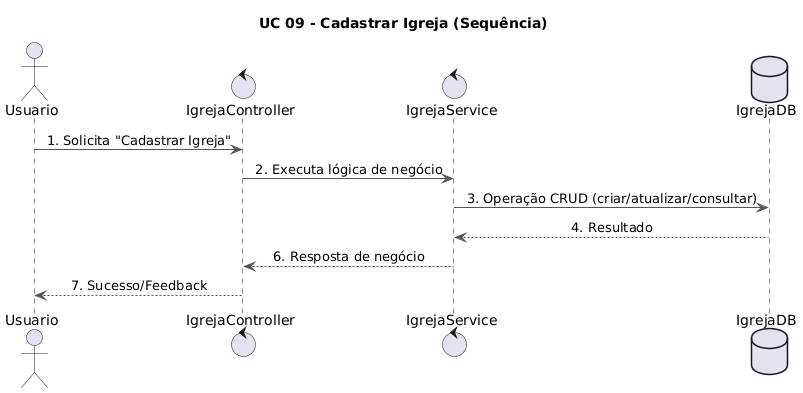 UC 09 - Cadastrar Igreja (Sequência)
Usuario
IgrejaController
IgrejaService
IgrejaDB
1. Solicita "Cadastrar Igreja"
2. Executa lógica de negócio
3. Operação CRUD (criar/atualizar/consultar)
4. Resultado
6. Resposta de negócio
7. Sucesso/Feedback
Usuario
IgrejaController
IgrejaService
IgrejaDB